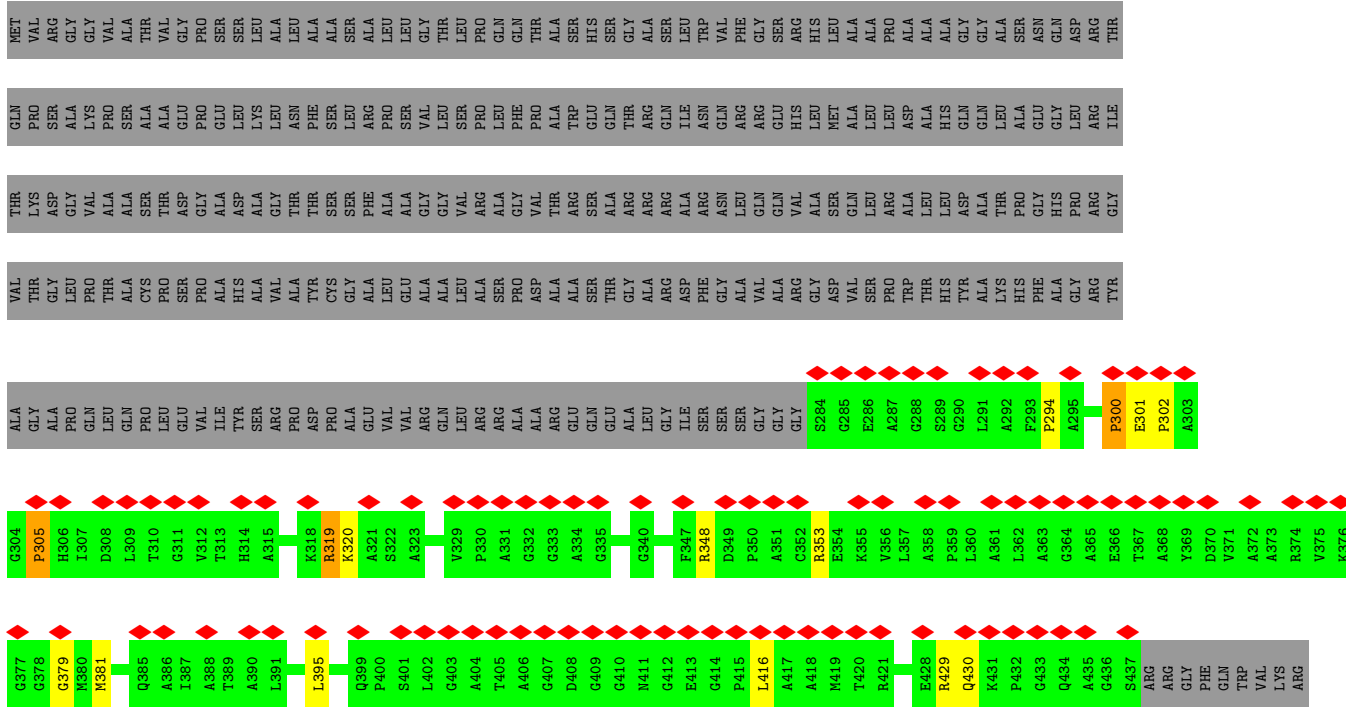 MET VAL ARG GLY GLY VAL ALA THR VAL GLY PRO SER SER LEU ALA LEU ALA ALA SER ALA LEU LEU GLY THR LEU PRO GLN GLN THR ALA SER HIS SER GLY ALA SER LEU TRP VAL PHE GLY SER ARG HIS LEU ALA ALA PRO ALA ALA ALA GLY GLY ALA SER ASN GLN ASP ARG THR
GLN PRO SER ALA LYS PRO SER ALA ALA GLU PRO GLU LEU LYS LEU ASN PHE SER LEU ARG PRO SER VAL LEU SER PRO LEU PHE PRO ALA TRP GLU GLN THR ARG GLN ILE ASN GLN ARG ARG GLU HIS LEU MET ALA LEU LEU ASP ALA HIS GLN GLN LEU ALA GLU GLY LEU ARG ILE
THR LYS ASP GLY VAL ALA ALA SER THR ASP GLY ALA ASP ALA GLY THR THR SER SER PHE ALA ALA GLY GLY VAL ARG ALA GLY VAL THR ARG SER ALA ARG ARG ARG ALA ARG ASN LEU GLN GLN VAL ALA SER GLN LEU ARG ALA LEU LEU ASP ALA THR PRO GLY HIS PRO ARG GLY
VAL THR GLY LEU PRO THR ALA CYS PRO SER PRO ALA HIS ALA VAL ALA TYR CYS GLY ALA LEU GLU ALA ALA LEU ALA SER PRO ASP ALA ALA SER THR GLY ALA ARG ASP PHE GLY ALA VAL ALA ARG GLY ASP VAL SER PRO TRP THR HIS TYR ALA LYS HIS PHE ALA GLY ARG TYR
ALA GLY ALA PRO GLN LEU GLN PRO LEU GLU VAL ILE TYR SER ARG PRO ASP PRO ALA GLU VAL VAL ARG GLN LEU ARG ARG ALA ALA ARG GLU GLN GLU ALA LEU GLY ILE SER SER SER GLY GLY GLY S284 G285 E286 A287 G288 S289 G290 L291 A292 F293 P294 A295 P300 E301 P302 A303
G304 P305 H306 I307 D308 L309 T310 G311 V312 T313 H314 A315 K318 R319 K320 A321 S322 A323 V329 P330 A331 G332 G333 A334 G335 G340 F347 R348 D349 P350 A351 C352 R353 E354 K355 V356 L357 A358 P359 L360 A361 L362 A363 G364 A365 E366 T367 A368 Y369 D370 V371 A372 A373 R374 V375 K376
G377 G378 G379 M380 M381 Q385 A386 I387 A388 T389 A390 L391 L395 Q399 P400 S401 L402 G403 A404 T405 A406 G407 D408 G409 G410 N411 G412 E413 G414 P415 L416 A417 A418 M419 T420 R421 E428 R429 Q430 K431 P432 G433 Q434 A435 G436 S437 ARG ARG GLY PHE GLN TRP VAL LYS ARG